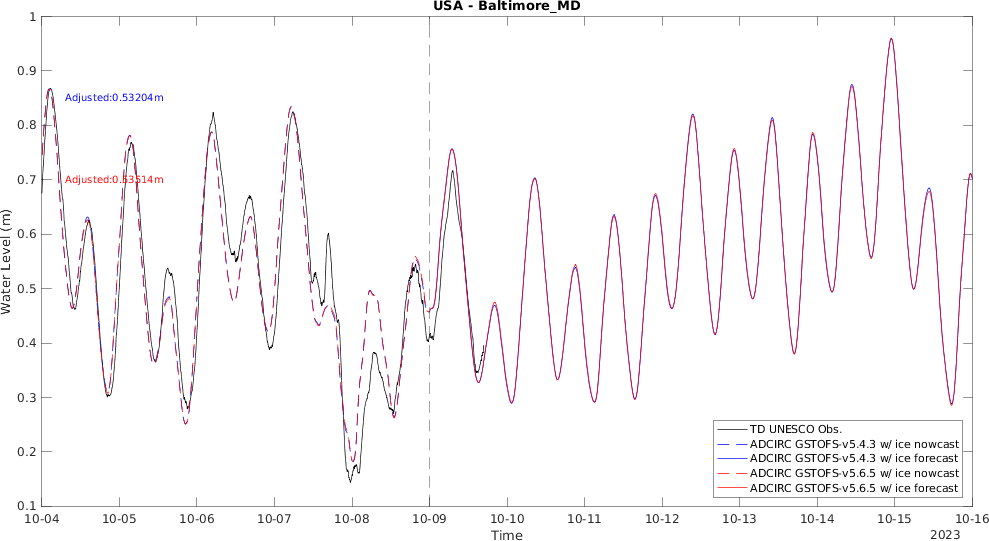 USA - Baltimore_MD
1
0.9
0.8
0.7
0.6
0.5
0.4
0.3
0.2
0.1
Water Level (m)
Adjusted:0.53204m
Adjusted:0.53514m
TD UNESCO Obs.
ADCIRC GSTOFS-v5.4.3 w/ ice nowcast
ADCIRC GSTOFS-v5.4.3 w/ ice forecast
ADCIRC GSTOFS-v5.6.5 w/ ice nowcast
ADCIRC GSTOFS-v5.6.5 w/ ice forecast
10-04 10-05 10-06 10-07 10-08 10-09 10-10 10-11 10-12 10-13 10-14 10-15 10-16
Time
2023